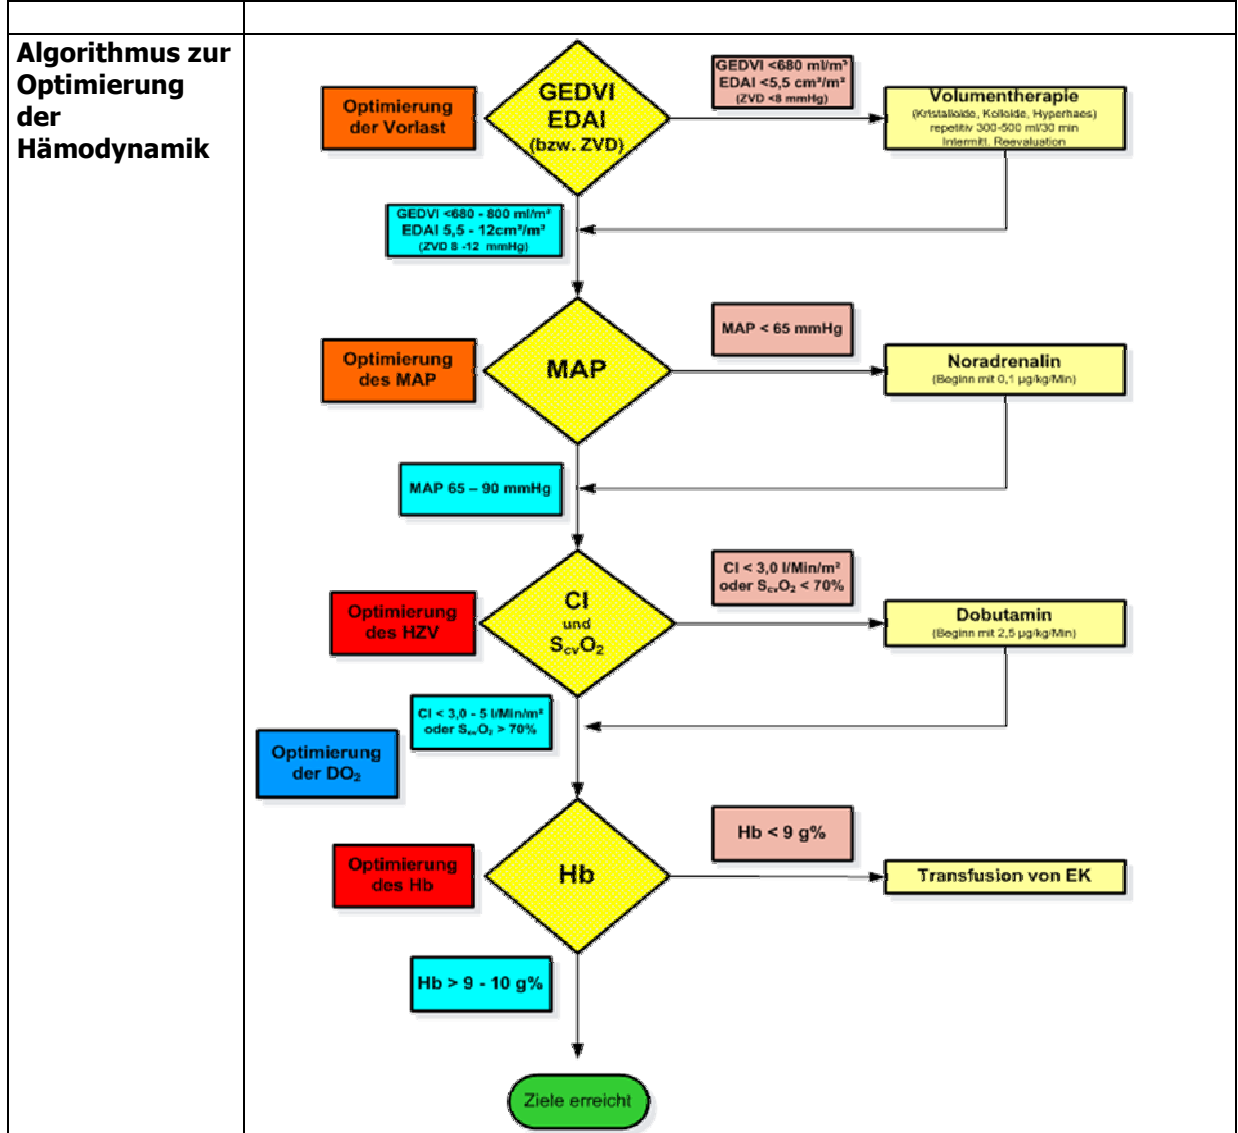 Algorithmus zur
Optimierung
der
Hämodynamik
Optimierung
der Vorlast
GEDVI
EDAI
(bzw. ZVD)
GEDVI <680 ml/m²
EDAI <5,5 cm²/m²
(ZVD <8 mmHg)
Volumentherapie
(Kristalloide, Kolloide, Hyperhaes)
repetitiv 300-500 ml/30 min
Intermitt. Reevaluation
GEDVI <680 - 800 ml/m²
EDAI 5,5 - 12cm²/m²
(ZVD 8 -12 mmHg)
Optimierung
des MAP
MAP
MAP < 65 mmHg
Noradrenalin
(Beginn mit 0,1 µg/kg/Min)
MAP 65 – 90 mmHg
Optimierung
des HZV
CI
und
ScvO₂
CI < 3,0 l/Min/m²
oder ScvO₂ < 70%
Dobutamin
(Beginn mit 2,5 µg/kg/Min)
CI < 3,0 - 5 l/Min/m²
oder ScvO₂ > 70%
Optimierung
der DO₂
Optimierung
des Hb
Hb
Hb < 9 g%
Transfusion von EK
Hb > 9 - 10 g%
Ziele erreicht